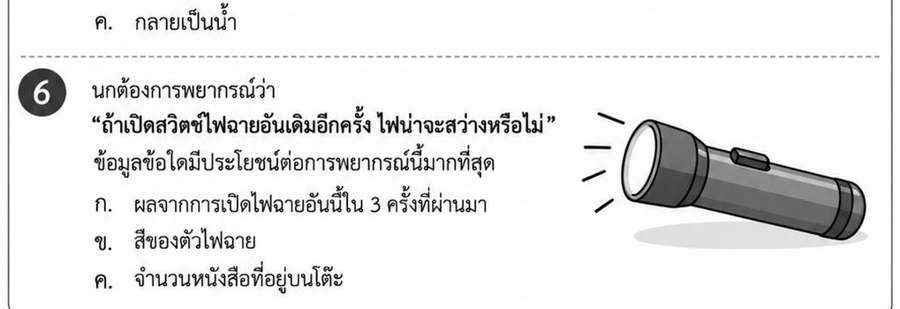 ค. กลายเป็นน้ำ
6 นกต้องการพยากรณ์ว่า
“ถ้าเปิดสวิตช์ไฟฉายอันเดิมอีกครั้ง ไฟน่าจะสว่างหรือไม่”
ข้อมูลข้อใดมีประโยชน์ต่อการพยากรณ์นี้มากที่สุด
ก. ผลจากการเปิดไฟฉายอันนี้ใน 3 ครั้งที่ผ่านมา
ข. สีของตัวไฟฉาย
ค. จำนวนหนังสือที่อยู่บนโต๊ะ